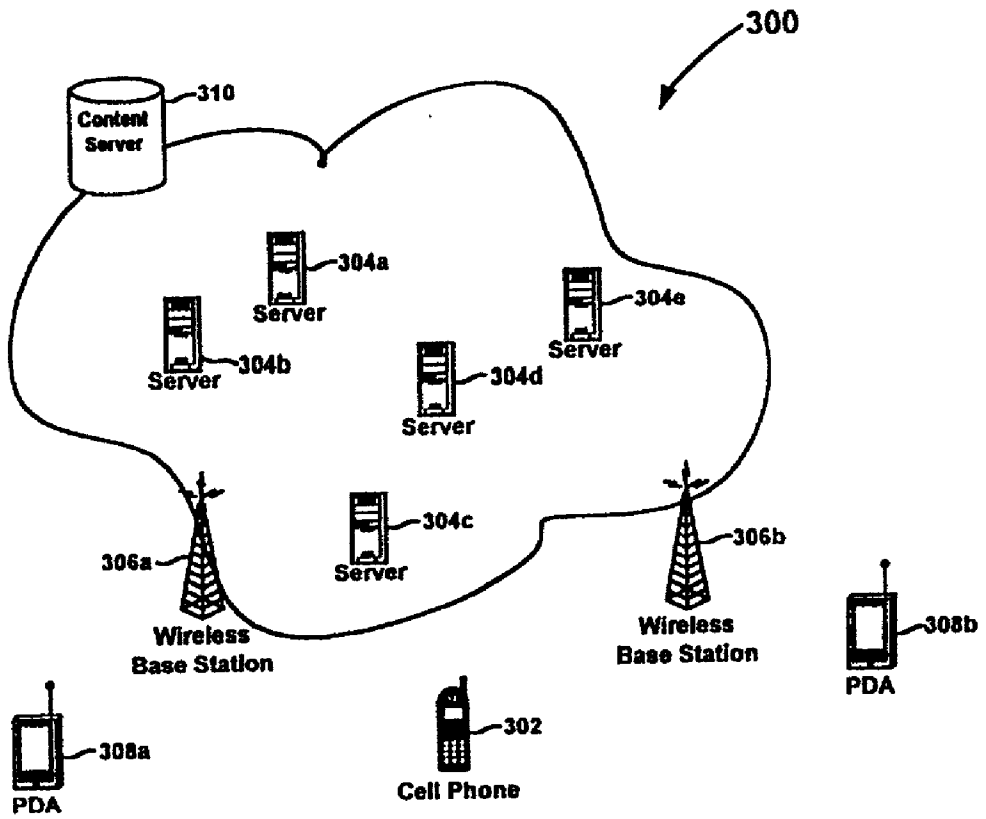 300
310
Content
Server
304a
Server
304e
Server
304b
Server
304d
Server
304c
Server
306a
Wireless
Base Station
306b
Wireless
Base Station
308b
PDA
308a
PDA
302
Cell Phone